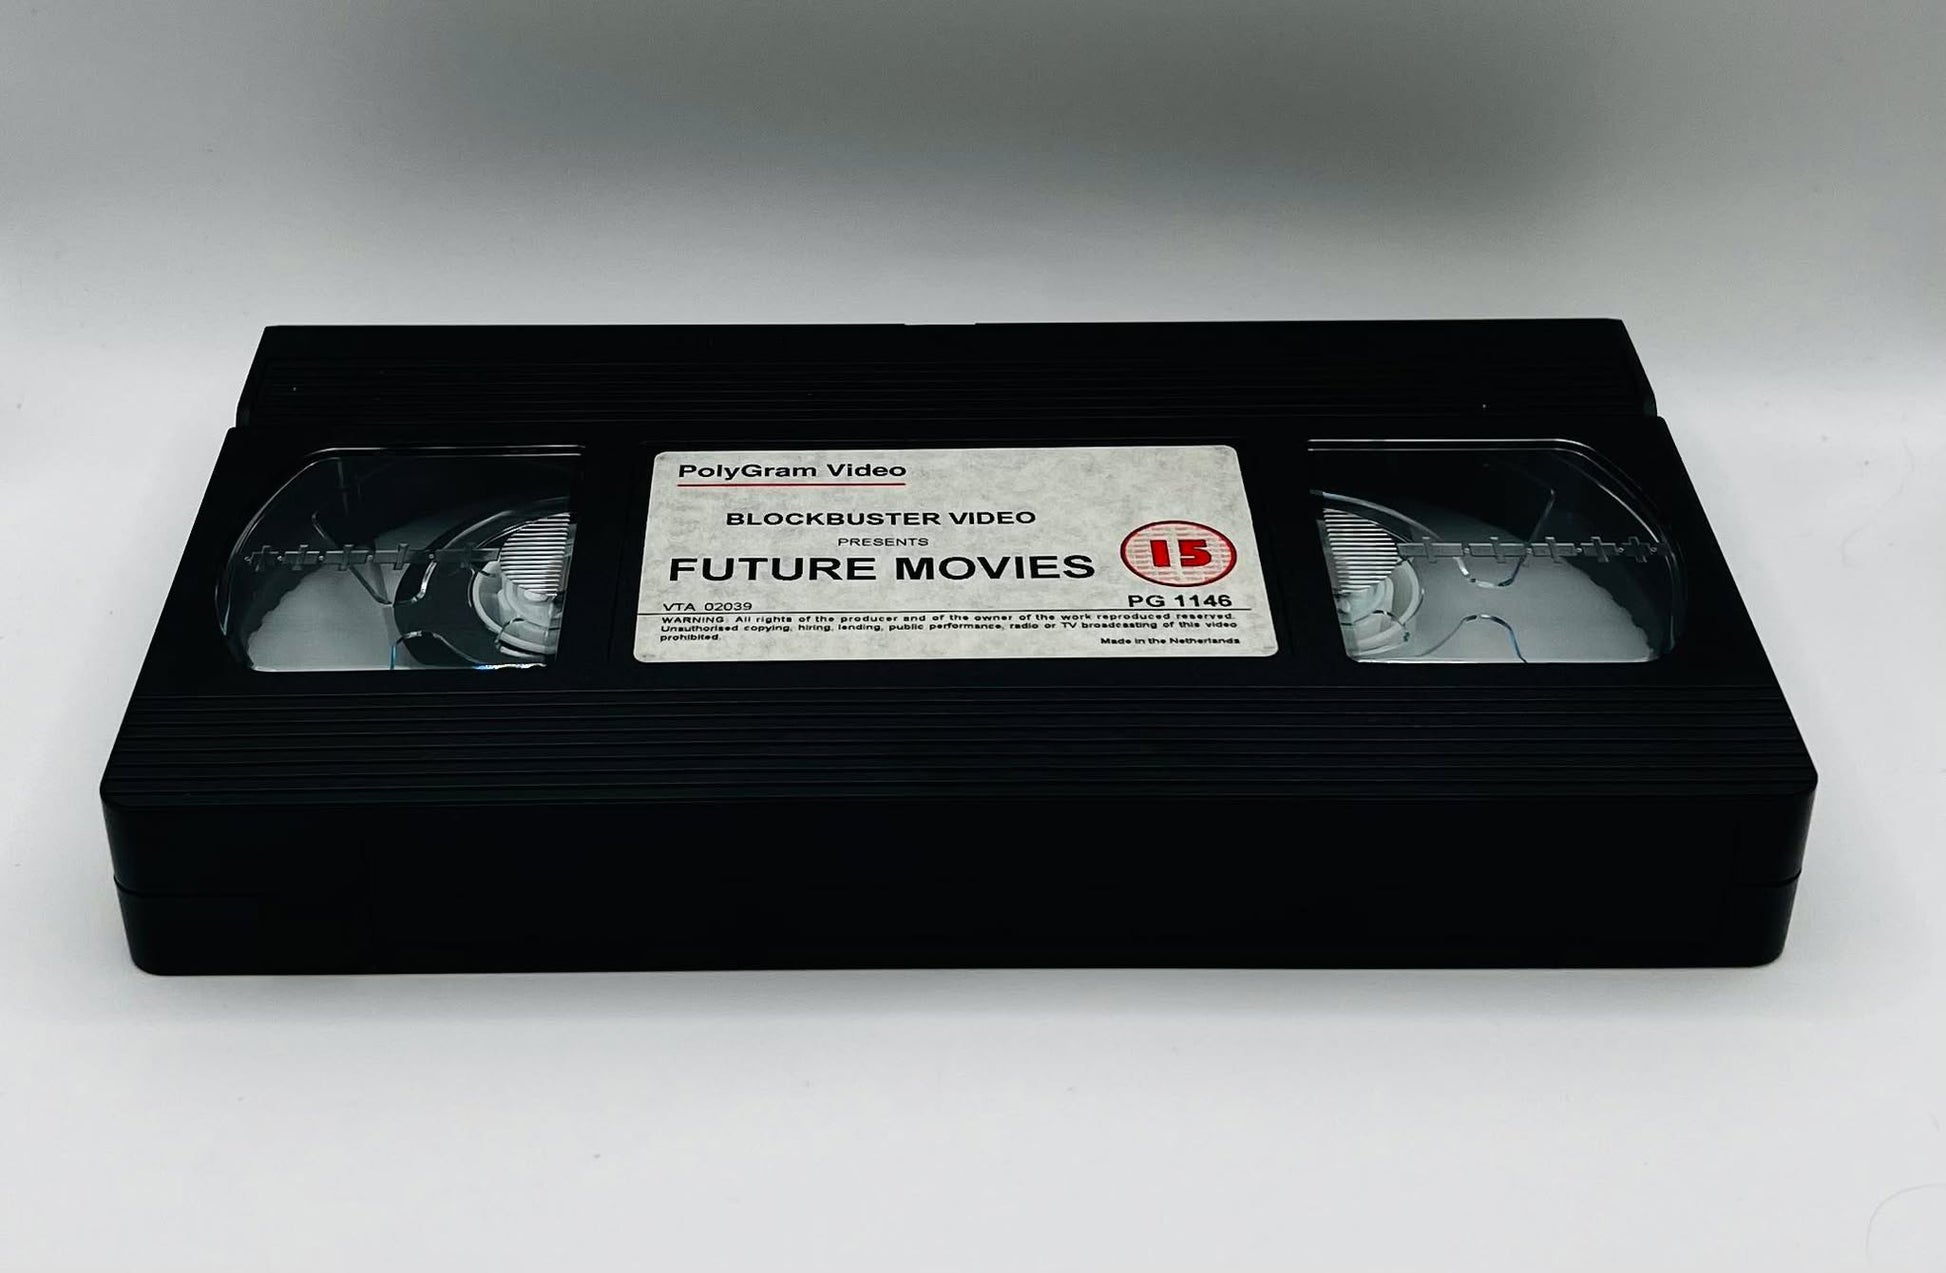 PolyGram Video
BLOCKBUSTER VIDEO
PRESENTS
FUTURE MOVIES
15
VTA 02039
PG 1146
WARNING: All rights of the producer and of the owner of the work reproduced reserved.
Unauthorised copying, hiring, lending, public performance, radio or TV broadcasting of this video
prohibited.
Made in the Netherlands